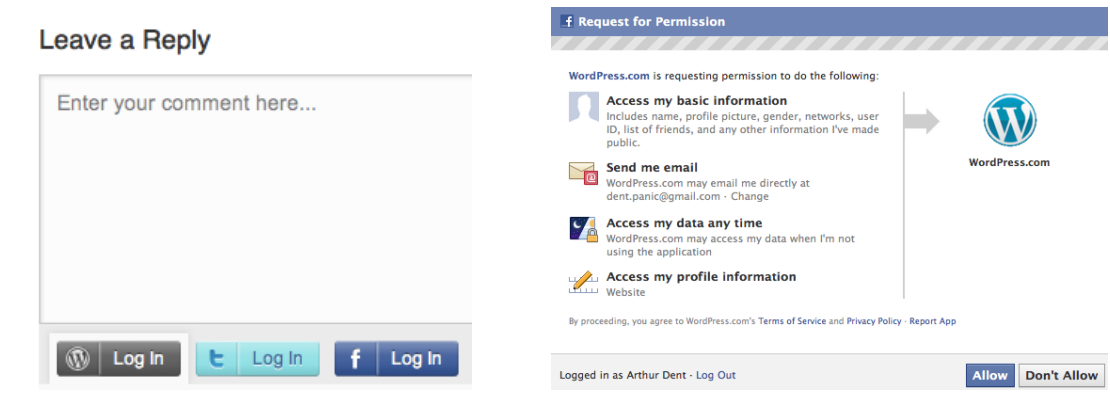 Leave a Reply
Enter your comment here...
Log In
Log In
f Log In
f Request for Permission
WordPress.com is requesting permission to do the following:
Access my basic information
Includes name, profile picture, gender, networks, user
ID, list of friends, and any other information I've made
public.
Send me email
WordPress.com may email me directly at
dent.panic@gmail.com · Change
Access my data any time
WordPress.com may access my data when I'm not
using the application
Access my profile information
Website
WordPress.com
By proceeding, you agree to WordPress.com's Terms of Service and Privacy Policy · Report App
Logged in as Arthur Dent · Log Out
Allow
Don't Allow